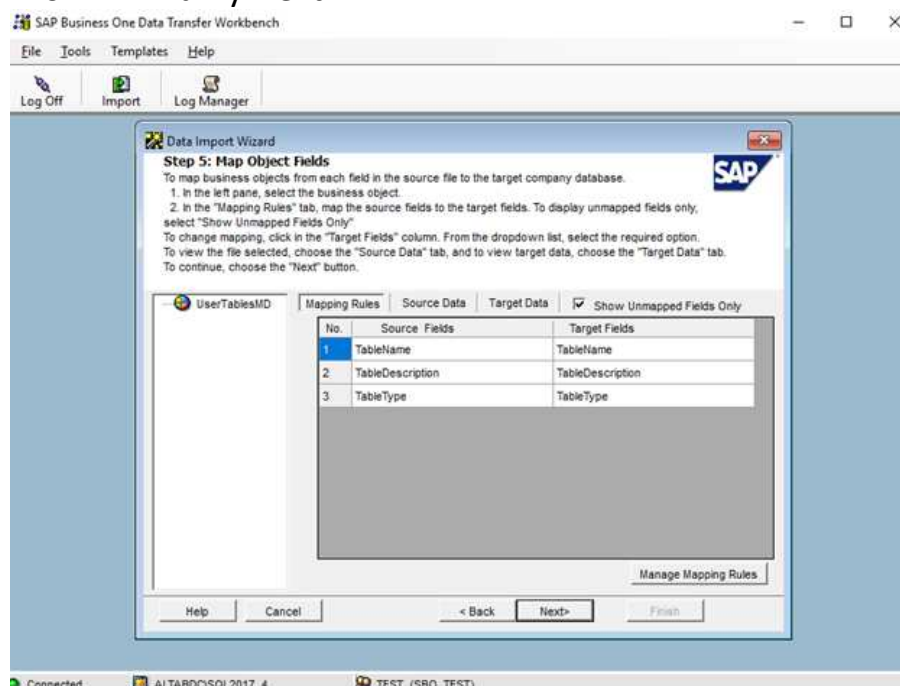 SAP Business One Data Transfer Workbench
File Tools Templates Help
Log Off Import Log Manager
Data Import Wizard
Step 5: Map Object Fields
To map business objects from each field in the source file to the target company database.
1. In the left pane, select the business object.
2. In the "Mapping Rules" tab, map the source fields to the target fields. To display unmapped fields only,
select "Show Unmapped Fields Only"
To change mapping, click in the "Target Fields" column. From the dropdown list, select the required option.
To view the file selected, choose the "Source Data" tab, and to view target data, choose the "Target Data" tab.
To continue, choose the "Next" button.
SAP
UserTablesMD
Mapping Rules Source Data Target Data Show Unmapped Fields Only
No. Source Fields Target Fields
1 TableName TableName
2 TableDescription TableDescription
3 TableType TableType
Manage Mapping Rules
Help Cancel < Back Next> Finish
Connected TEST (SBO_TEST)